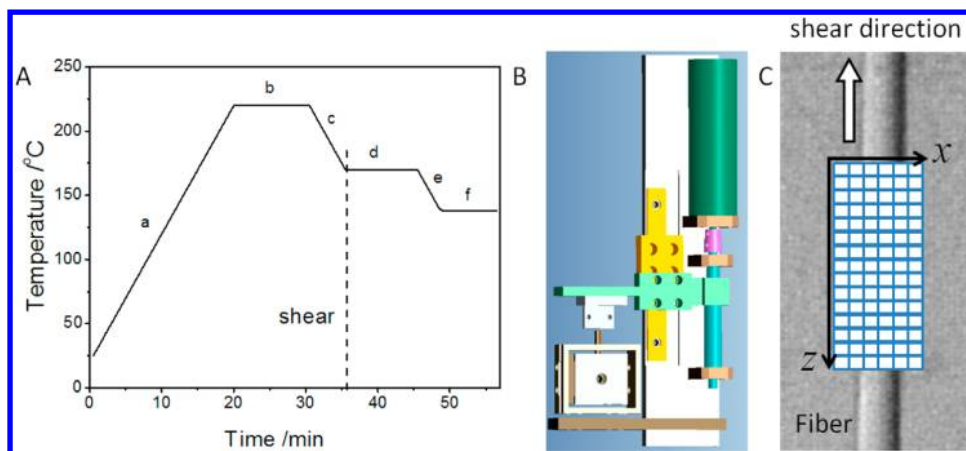 A
Temperature /°C
250
200
150
100
50
0
a
b
c
d
e
f
shear
0
10
20
30
40
50
Time /min
B
C
shear direction
x
z
Fiber